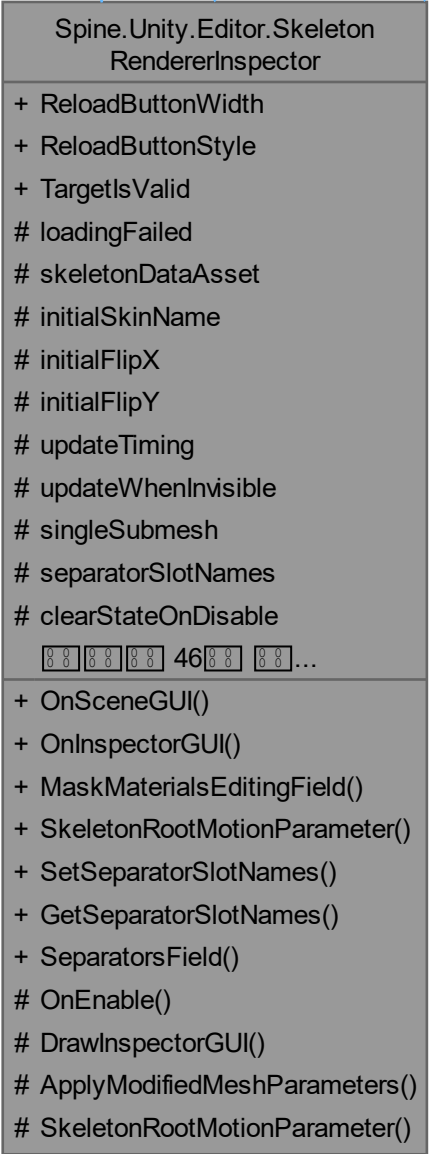 Spine.Unity.Editor.Skeleton
RendererInspector
+ ReloadButtonWidth
+ ReloadButtonStyle
+ TargetIsValid
# loadingFailed
# skeletonDataAsset
# initialSkinName
# initialFlipX
# initialFlipY
# updateTiming
# updateWhenInvisible
# singleSubmesh
# separatorSlotNames
# clearStateOnDisable
46 ...
+ OnSceneGUI()
+ OnInspectorGUI()
+ MaskMaterialsEditingField()
+ SkeletonRootMotionParameter()
+ SetSeparatorSlotNames()
+ GetSeparatorSlotNames()
+ SeparatorsField()
# OnEnable()
# DrawInspectorGUI()
# ApplyModifiedMeshParameters()
# SkeletonRootMotionParameter()